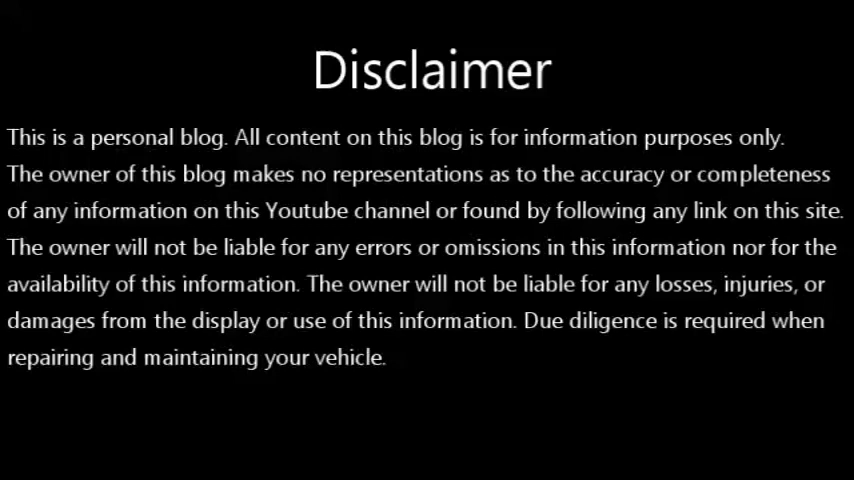 Disclaimer
This is a personal blog. All content on this blog is for information purposes only.
The owner of this blog makes no representations as to the accuracy or completeness
of any information on this Youtube channel or found by following any link on this site.
The owner will not be liable for any errors or omissions in this information nor for the
availability of this information. The owner will not be liable for any losses, injuries, or
damages from the display or use of this information. Due diligence is required when
repairing and maintaining your vehicle.